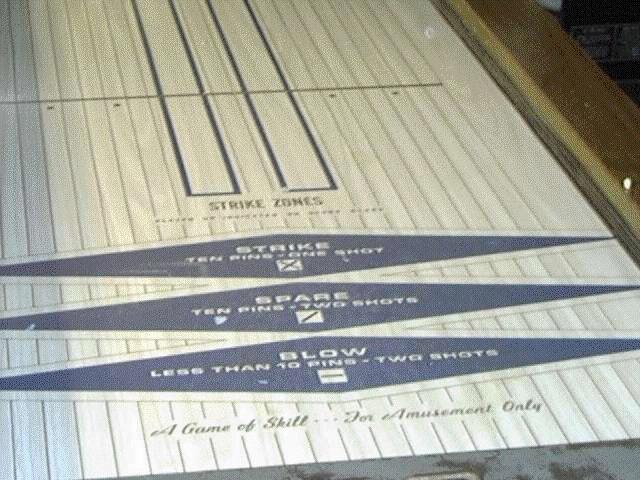 STRIKE ZONES
STRIKE
TEN PINS - ONE SHOT
SPARE
TEN PINS - TWO SHOTS
BLOW
LESS THAN 10 PINS - TWO SHOTS
A Game of Skill --- For Amusement Only